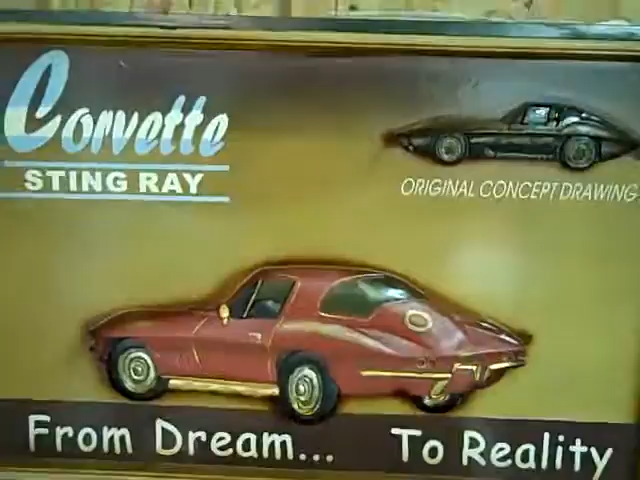 Corvette
STING RAY
ORIGINAL CONCEPT DRAWING
From Dream... To Reality